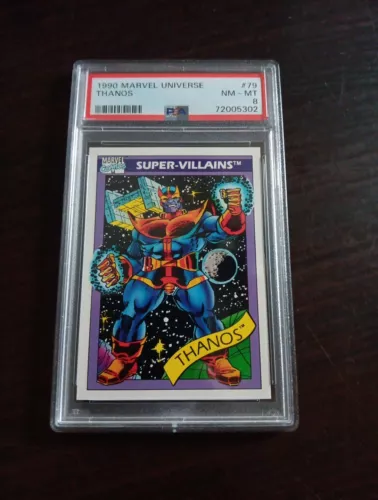 1990 MARVEL UNIVERSE #79
THANOS NM - MT
8
PSA 72005302
MARVEL
SUPER-VILLAINS™
THANOS™